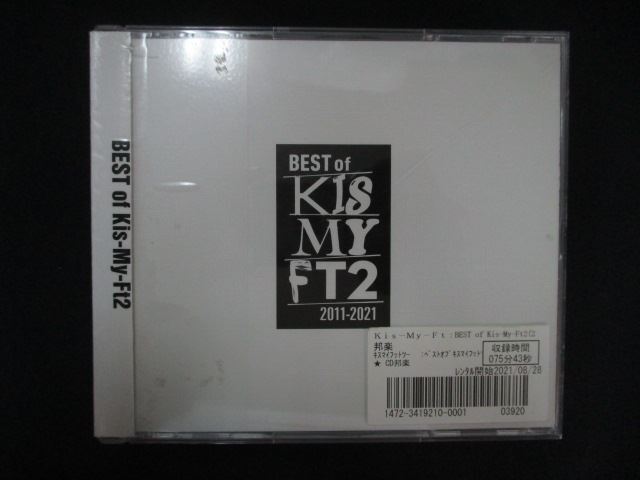 BEST of Kis-My-Ft2
BEST of
KIS
MY
FT2
2011-2021
Kis-My-Ft:BEST of Kis-My-Ft2(2
邦楽
ｷｽﾏｲﾌｯﾄﾂｰ :ﾍﾞｽﾄｵﾌﾞｷｽﾏｲﾌｯﾄ
★ CD邦楽
収録時間
075分43秒
ﾚﾝﾀﾙ開始2021/08/28
1472-3419210-0001 03920